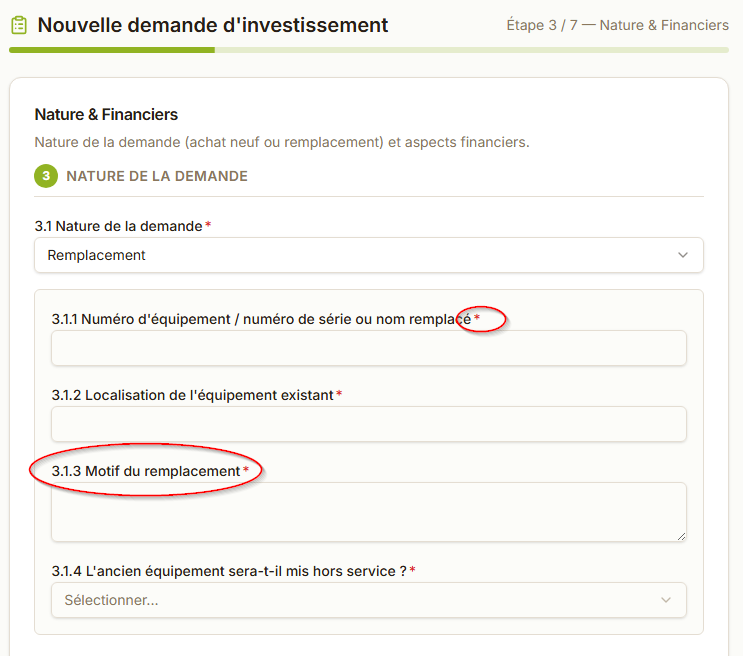 Nouvelle demande d'investissement
Étape 3 / 7 — Nature & Financiers
Nature & Financiers
Nature de la demande (achat neuf ou remplacement) et aspects financiers.
3 NATURE DE LA DEMANDE
3.1 Nature de la demande *
Remplacement
3.1.1 Numéro d'équipement / numéro de série ou nom remplacé *
3.1.2 Localisation de l'équipement existant *
3.1.3 Motif du remplacement *
3.1.4 L'ancien équipement sera-t-il mis hors service ? *
Sélectionner...